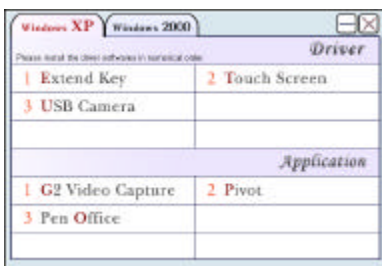 Windows XP Windows 2000
Driver
Please install the driver softwares in numerical order
1 Extend Key 2 Touch Screen
3 USB Camera
Application
1 G2 Video Capture 2 Pivot
3 Pen Office